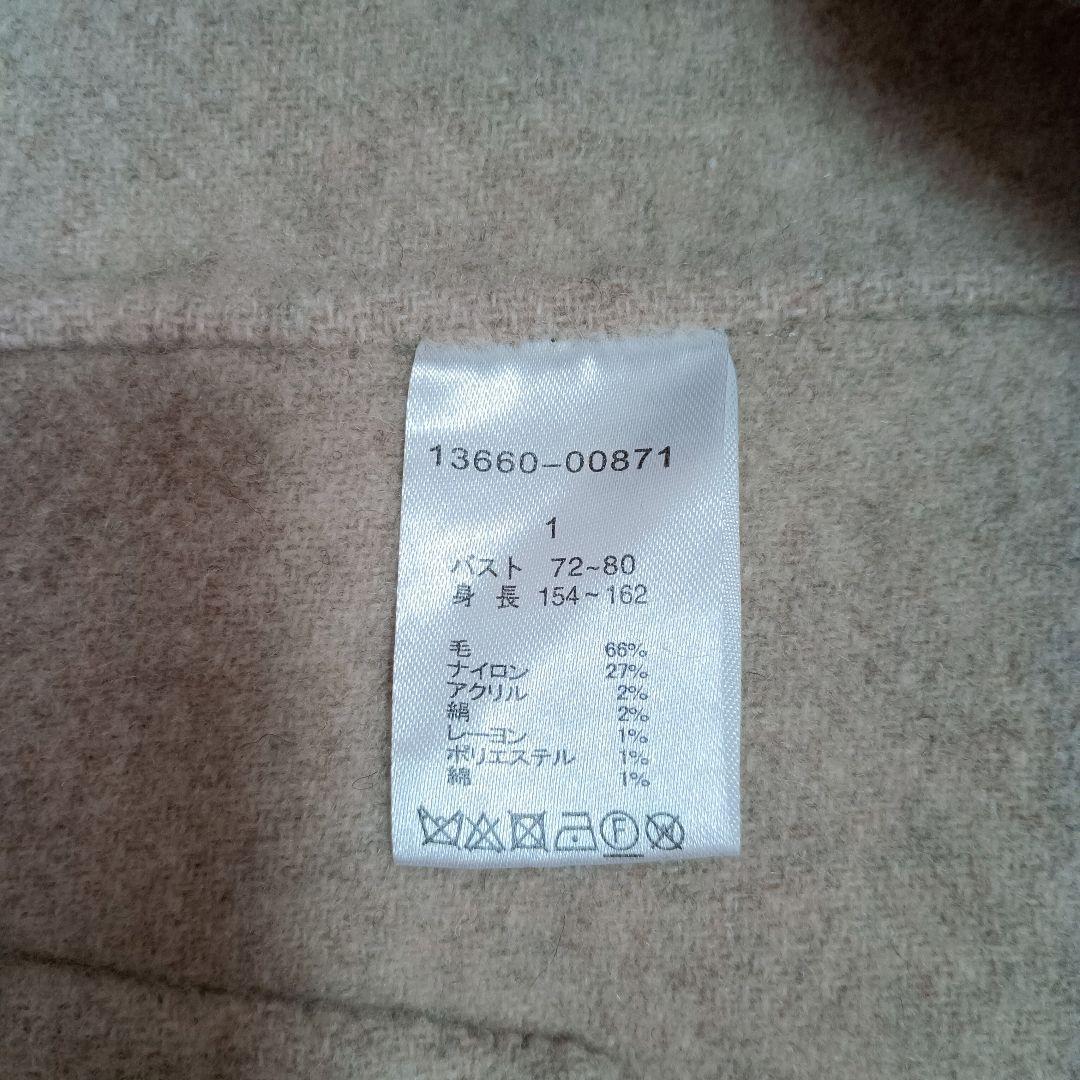 13660-00871
1
バスト 72~80
身長 154~162
毛 66%
ナイロン 27%
アクリル 2%
絹 2%
レーヨン 1%
ポリエステル 1%
綿 1%
F W